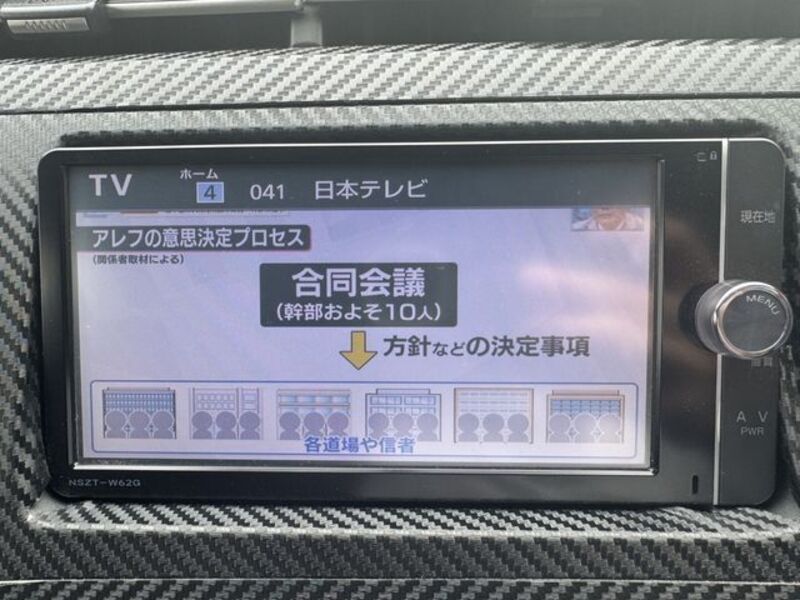 TV
ホーム
4 041 日本テレビ
アレフの意思決定プロセス
(関係者取材による)
合同会議
(幹部およそ10人)
方針などの決定事項
各道場や信者
現在地
MENU
画質
A V
PWR
NSZT-W62G